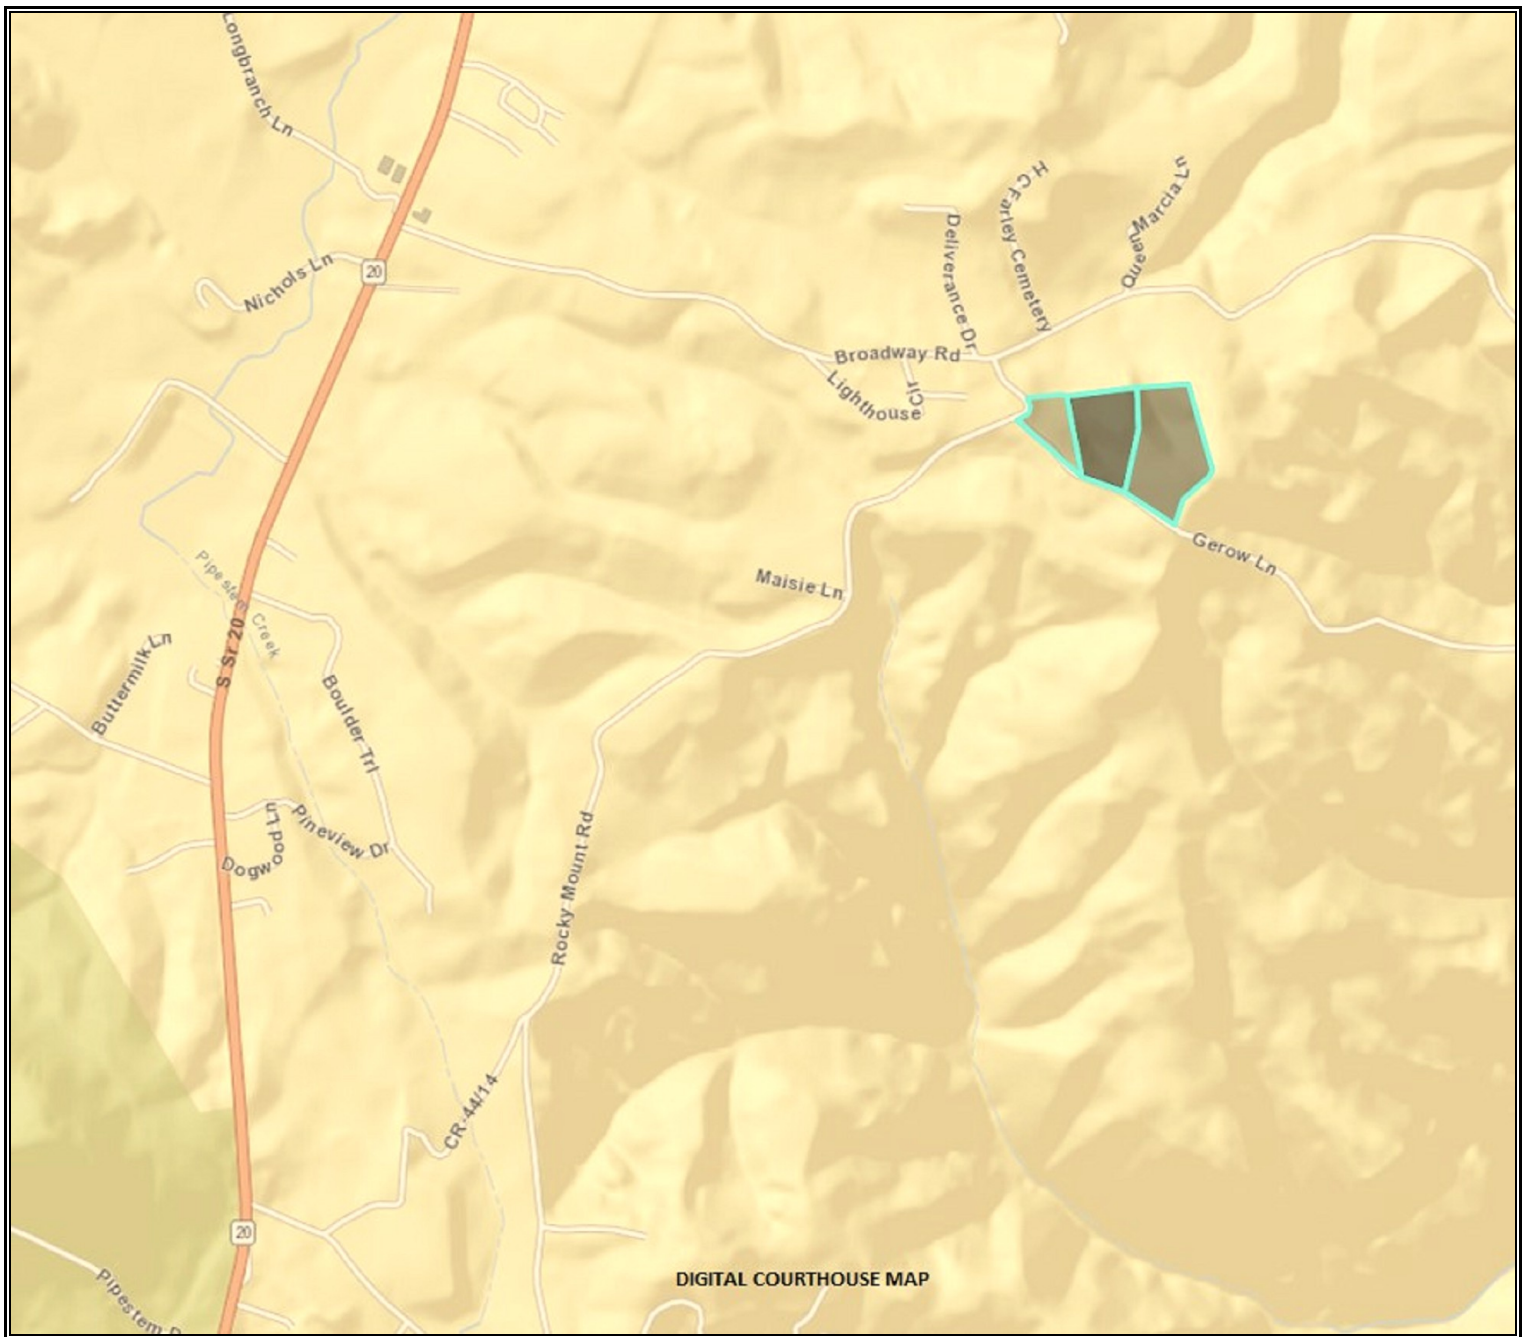 Longbranch Ln
H C Farley Cemetery
Queen Marcia Ln
Deliverance Dr
Nichols Ln
20
Broadway Rd
Lighthouse Cir
Gerow Ln
Pipestem Creek
Maisie Ln
S Sr 20
Buttermilk Ln
Boulder Trl
Pineview Dr
Dogwood Ln
Rocky Mount Rd
CR-44/14
20
Pipestem D
DIGITAL COURTHOUSE MAP